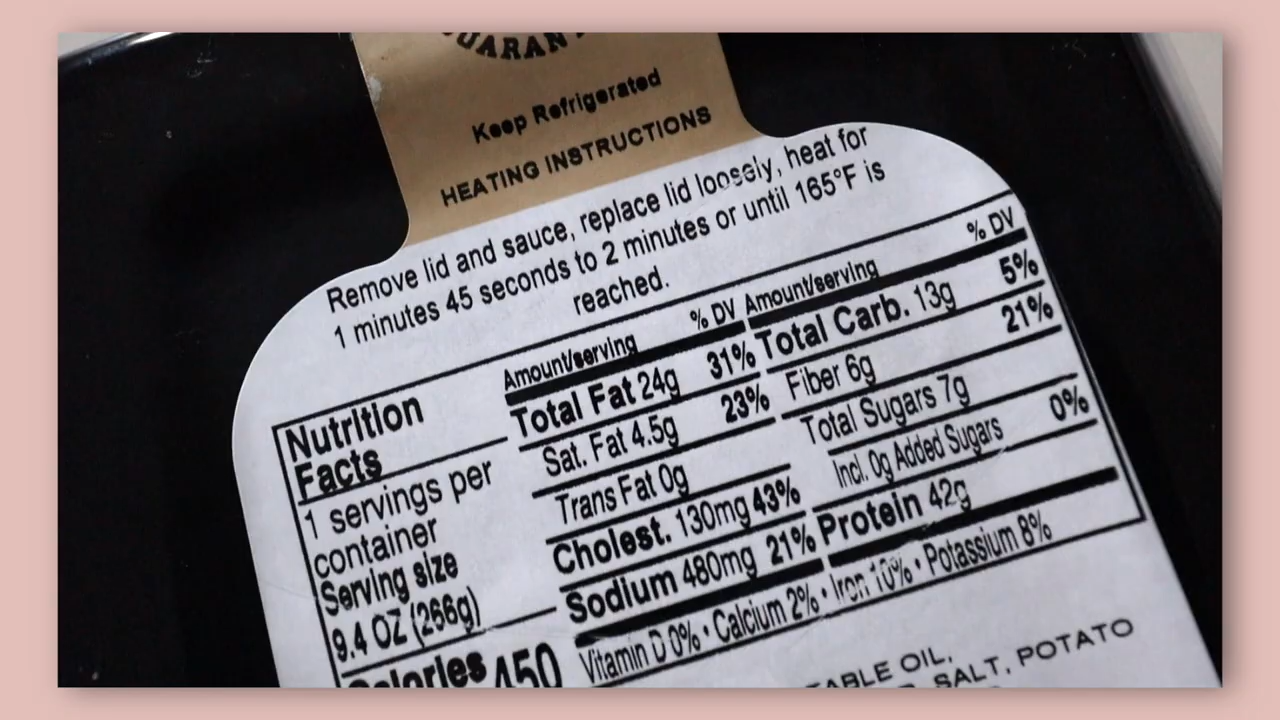 Keep Refrigerated
HEATING INSTRUCTIONS
Remove lid and sauce, replace lid loosely, heat for
1 minutes 45 seconds to 2 minutes or until 165°F is
reached.
Nutrition
Facts
1 servings per
container
Serving size
9.4 OZ (266g)
Calories 450
Amount/serving % DV
Total Fat 24g 31%
Sat. Fat 4.5g 23%
Trans Fat 0g
Cholest. 130mg 43%
Sodium 480mg 21%
Amount/serving % DV
Total Carb. 13g 5%
Fiber 6g 21%
Total Sugars 7g
Incl. 0g Added Sugars 0%
Protein 42g
Vitamin D 0% • Calcium 2% • Iron 10% • Potassium 8%
OIL,
SALT, POTATO